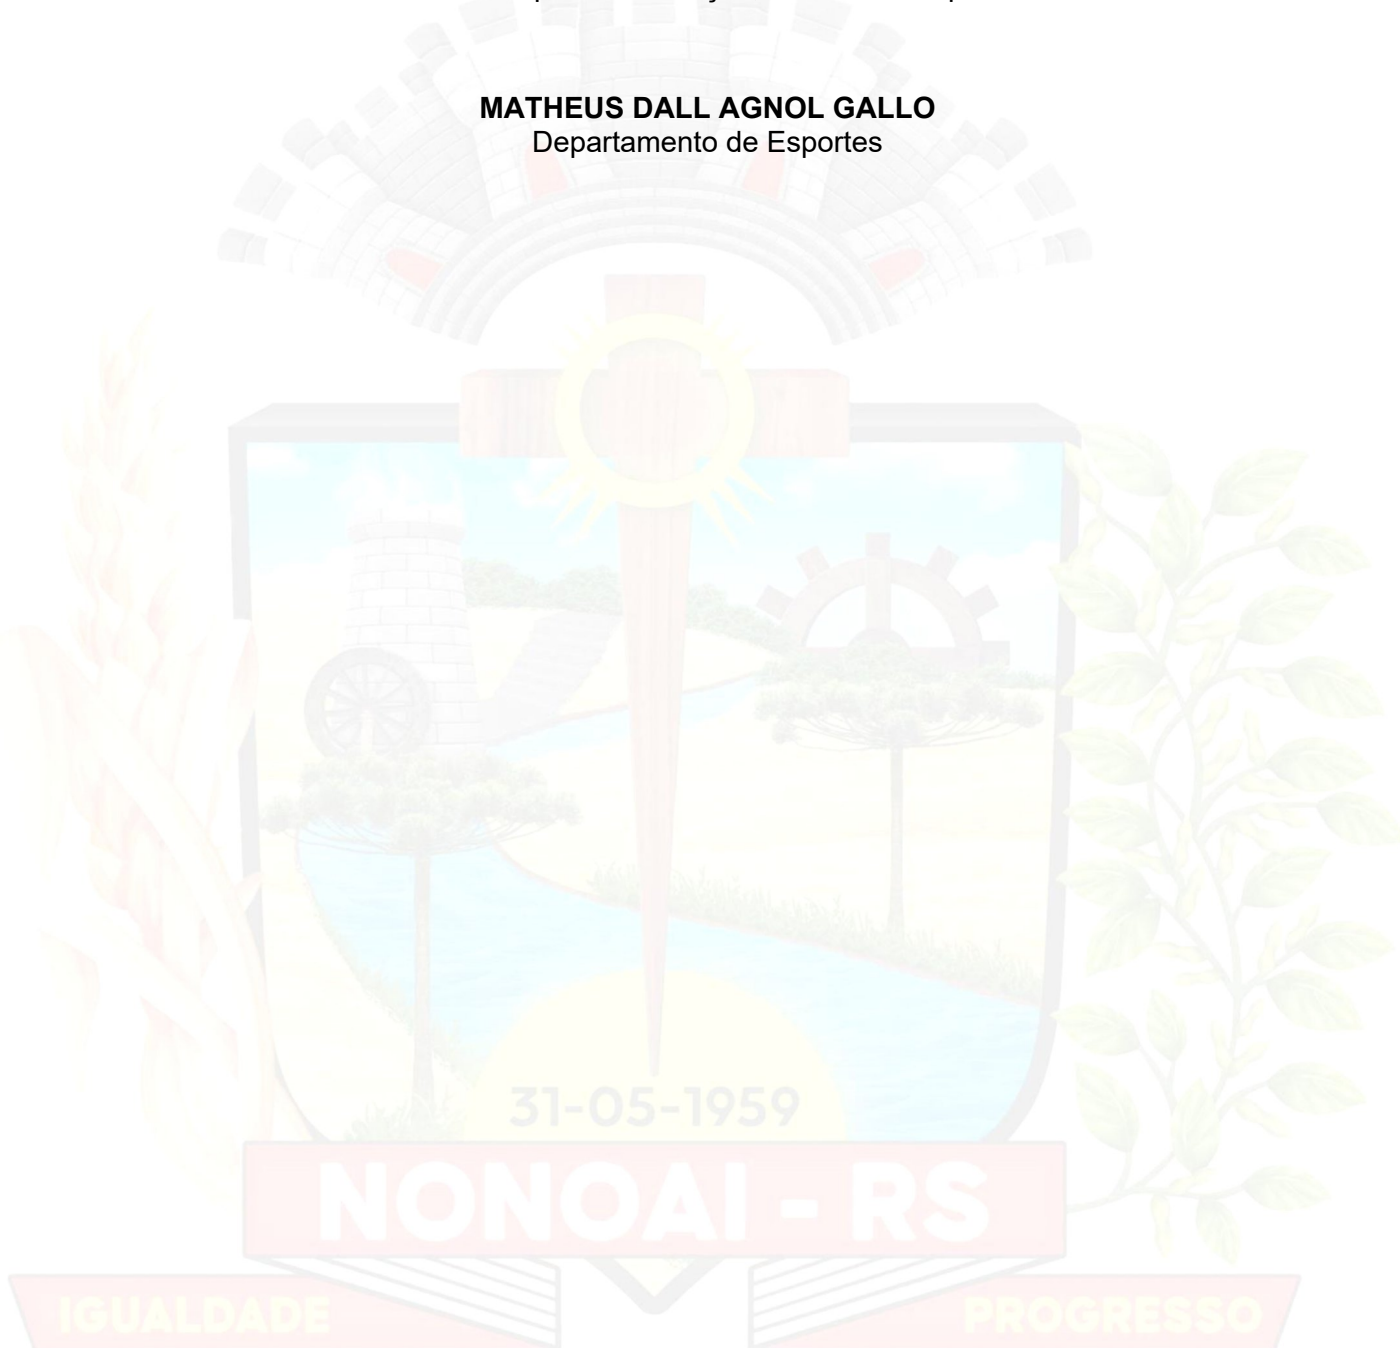 MATHEUS DALL AGNOL GALLO
Departamento de Esportes
31-05-1959
NONOAI - RS
IGUALDADE
PROGRESSO